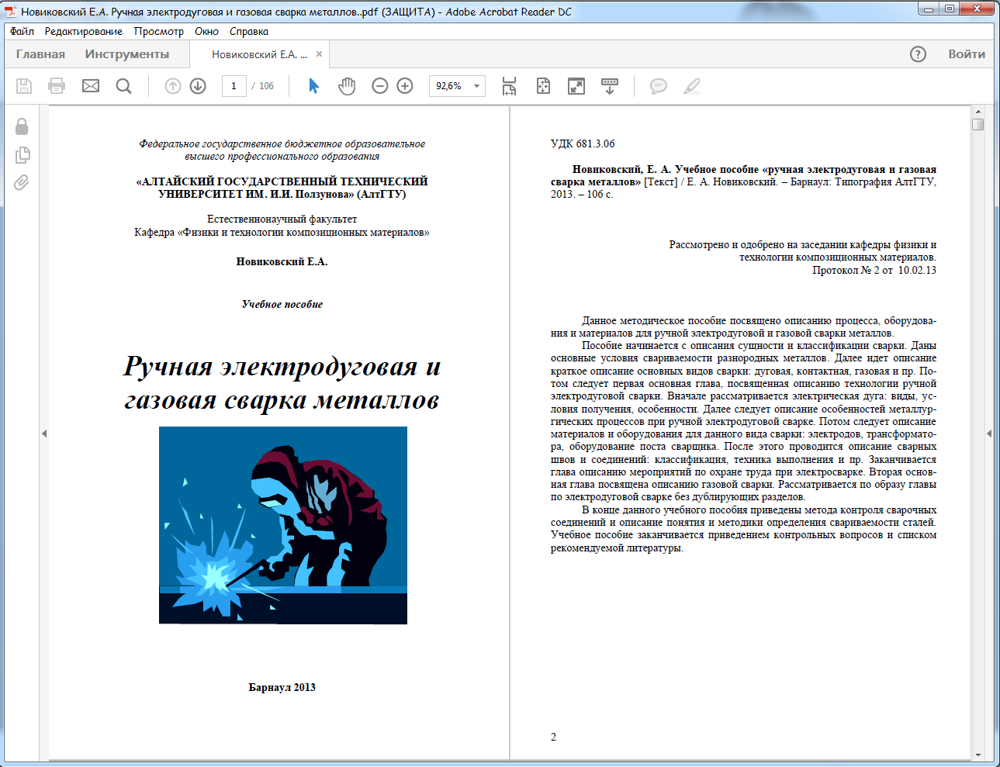 Новиковский Е.А. Ручная электродуговая и газовая сварка металлов..pdf (ЗАЩИТА) - Adobe Acrobat Reader DC
Файл Редактирование Просмотр Окно Справка
Главная Инструменты Новиковский Е.А. ... × ? Войти
1 / 106 92,6%
Федеральное государственное бюджетное образовательное
высшего профессионального образования
«АЛТАЙСКИЙ ГОСУДАРСТВЕННЫЙ ТЕХНИЧЕСКИЙ
УНИВЕРСИТЕТ ИМ. И.И. Ползунова» (АлтГТУ)
Естественнонаучный факультет
Кафедра «Физики и технологии композиционных материалов»
Новиковский Е.А.
Учебное пособие
Ручная электродуговая и
газовая сварка металлов
Барнаул 2013
УДК 681.3.06
Новиковский, Е. А. Учебное пособие «ручная электродуговая и газовая
сварка металлов» [Текст] / Е. А. Новиковский. – Барнаул: Типография АлтГТУ,
2013. – 106 с.
Рассмотрено и одобрено на заседании кафедры физики и
технологии композиционных материалов.
Протокол № 2 от 10.02.13
Данное методическое пособие посвящено описанию процесса, оборудова-
ния и материалов для ручной электродуговой и газовой сварки металлов.
Пособие начинается с описания сущности и классификации сварки. Даны
основные условия свариваемости разнородных металлов. Далее идет описание
краткое описание основных видов сварки: дуговая, контактная, газовая и пр. По-
том следует первая основная глава, посвященная описанию технологии ручной
электродуговой сварки. Вначале рассматривается электрическая дуга: виды, ус-
ловия получения, особенности. Далее следует описание особенностей металлур-
гических процессов при ручной электродуговой сварке. Потом следует описание
материалов и оборудования для данного вида сварки: электродов, трансформато-
ра, оборудование поста сварщика. После этого проводится описание сварных
швов и соединений: классификация, техника выполнения и пр. Заканчивается
глава описанию мероприятий по охране труда при электросварке. Вторая основ-
ная глава посвящена описанию газовой сварки. Рассматривается по образу главы
по электродуговой сварке без дублирующих разделов.
В конце данного учебного пособия приведены метода контроля сварочных
соединений и описание понятия и методики определения свариваемости сталей.
Учебное пособие заканчивается приведением контрольных вопросов и списком
рекомендуемой литературы.
2